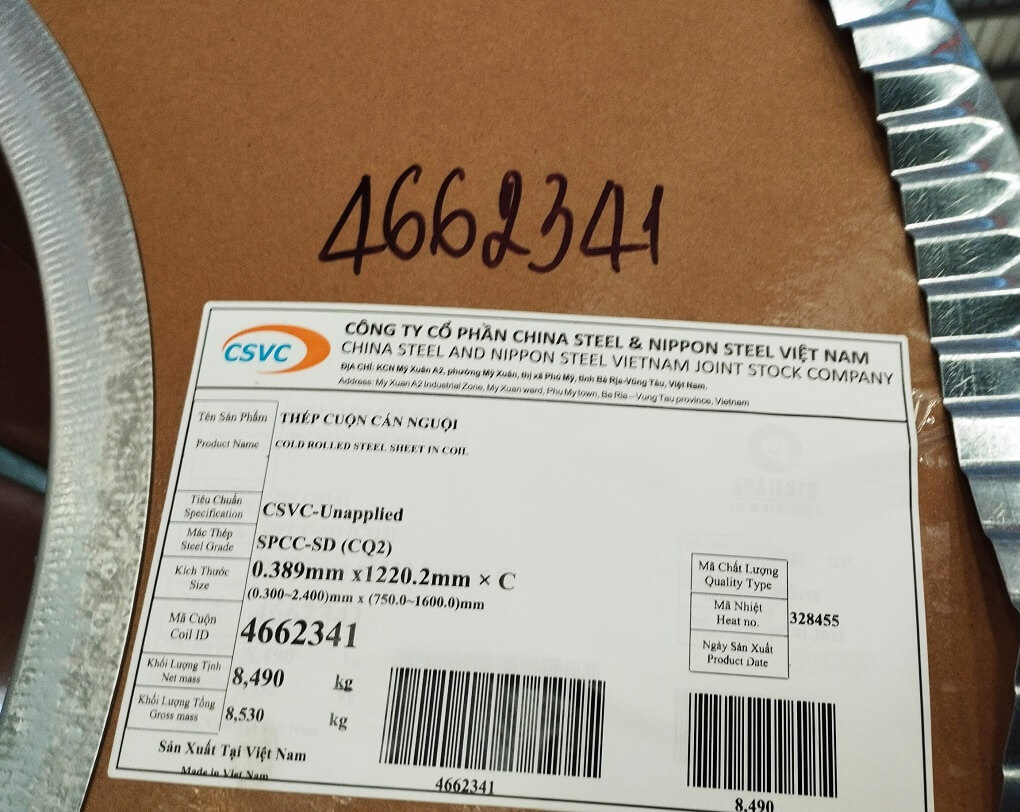 4662341
CSVC
CÔNG TY CỔ PHẦN CHINA STEEL & NIPPON STEEL VIỆT NAM
CHINA STEEL AND NIPPON STEEL VIETNAM JOINT STOCK COMPANY
ĐỊA CHỈ: KCN Mỹ Xuân A2, phường Mỹ Xuân, thị xã Phú Mỹ, tỉnh Bà Rịa-Vũng Tàu, Việt Nam.
Address: My Xuan A2 Industrial Zone, My Xuan ward, Phu My town, Ba Ria – Vung Tau province, Vietnam
Tên Sản Phẩm THÉP CUỘN CÁN NGUỘI
Product Name COLD ROLLED STEEL SHEET IN COIL
Tiêu Chuẩn
Specification CSVC-Unapplied
Mác Thép
Steel Grade SPCC-SD (CQ2)
Kích Thước
Size 0.389mm x1220.2mm × C
(0.300~2.400)mm x (750.0~1600.0)mm
Mã Cuộn
Coil ID 4662341
Khối Lượng Tịnh
Net mass 8,490 kg
Khối Lượng Tổng
Gross mass 8,530 kg
Mã Chất Lượng
Quality Type
Mã Nhiệt
Heat no. 328455
Ngày Sản Xuất
Product Date
Sản Xuất Tại Việt Nam
Made in Viet Nam
4662341
8,490